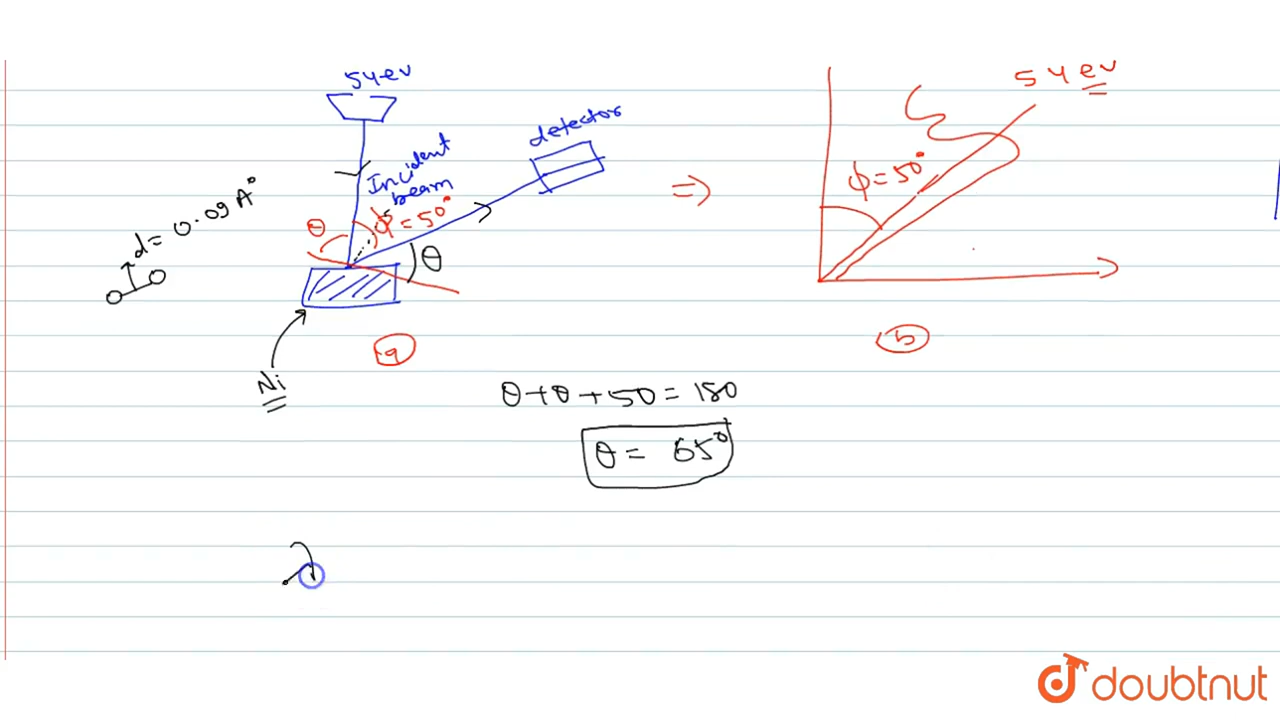 54ev
detector
Incident
beam
d= 0.09 A°
θ
ϕ = 50°
θ
Ni
a
=>
54 ev
ϕ = 50°
b
θ+θ+50=180
θ = 65°
λ
doubtnut